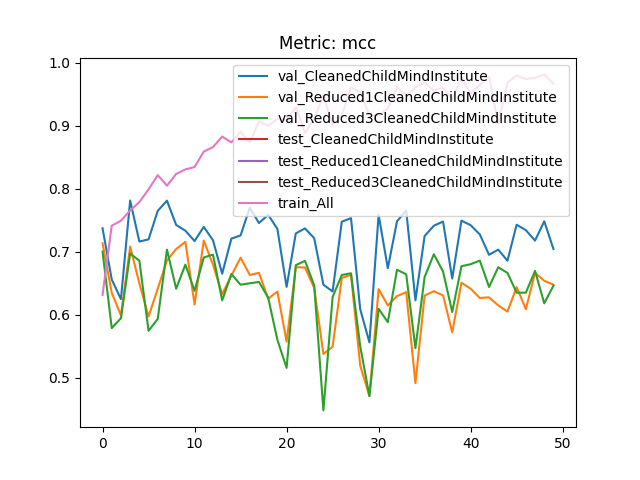 Metric: mcc
1.0
0.9
0.8
0.7
0.6
0.5
0
10
20
30
40
50
val_CleanedChildMindInstitute
val_Reduced1CleanedChildMindInstitute
val_Reduced3CleanedChildMindInstitute
test_CleanedChildMindInstitute
test_Reduced1CleanedChildMindInstitute
test_Reduced3CleanedChildMindInstitute
train_All